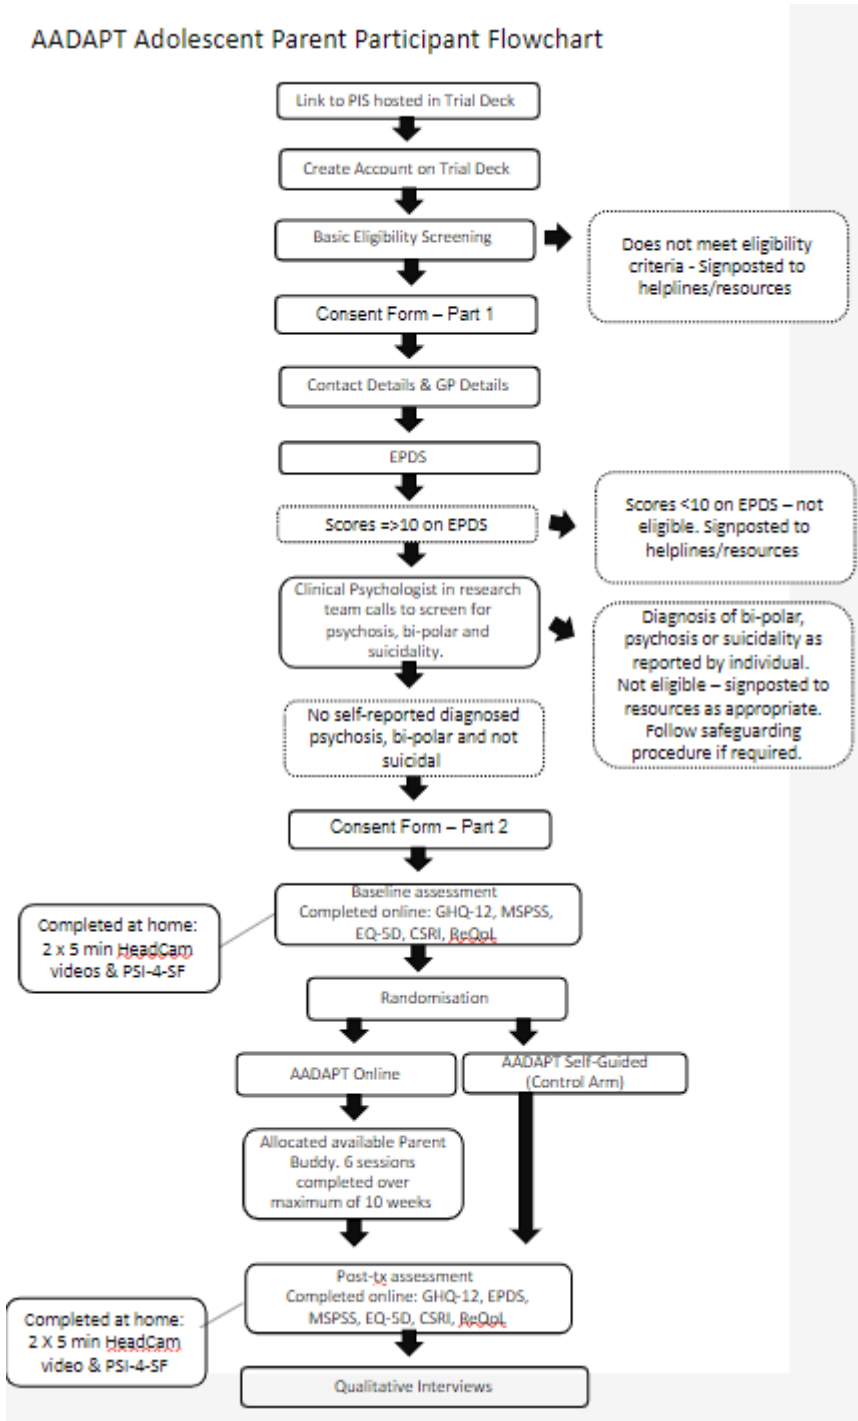 AADAPT Adolescent Parent Participant Flowchart
Link to PIS hosted in Trial Deck
Create Account on Trial Deck
Basic Eligibility Screening
Does not meet eligibility
criteria - Signposted to
helplines/resources
Consent Form – Part 1
Contact Details & GP Details
EPDS
Scores =>10 on EPDS
Scores <10 on EPDS – not
eligible. Signposted to
helplines/resources
Clinical Psychologist in research
team calls to screen for
psychosis, bi-polar and
suicidality.
Diagnosis of bi-polar,
psychosis or suicidality as
reported by individual.
Not eligible – signposted to
resources as appropriate.
Follow safeguarding
procedure if required.
No self-reported diagnosed
psychosis, bi-polar and not
suicidal
Consent Form – Part 2
Baseline assessment
Completed online: GHQ-12, MSPSS,
EQ-5D, CSRI, ReQoL
Completed at home:
2 x 5 min HeadCam
videos & PSI-4-SF
Randomisation
AADAPT Online
AADAPT Self-Guided
(Control Arm)
Allocated available Parent
Buddy. 6 sessions
completed over
maximum of 10 weeks
Post-tx assessment
Completed online: GHQ-12, EPDS,
MSPSS, EQ-5D, CSRI, ReQoL
Completed at home:
2 X 5 min HeadCam
video & PSI-4-SF
Qualitative Interviews